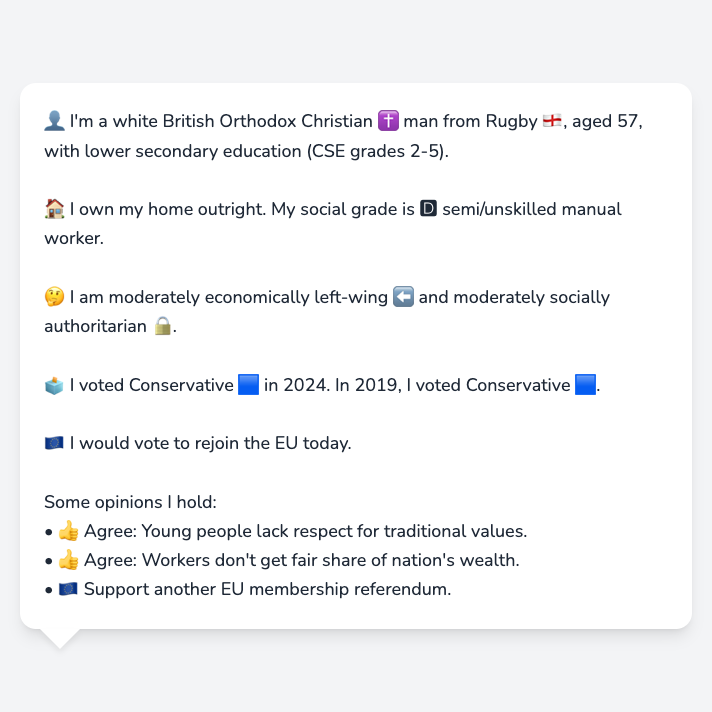 👤 I'm a white British Orthodox Christian ✝️ man from Rugby 🏴󠁧󠁢󠁥󠁮󠁧󠁿, aged 57,
with lower secondary education (CSE grades 2-5).
🏠 I own my home outright. My social grade is 🅳 semi/unskilled manual
worker.
🤔 I am moderately economically left-wing ⬅️ and moderately socially
authoritarian 🔒.
🗳️ I voted Conservative 🟦 in 2024. In 2019, I voted Conservative 🟦.
🇪🇺 I would vote to rejoin the EU today.
Some opinions I hold:
• 👍 Agree: Young people lack respect for traditional values.
• 👍 Agree: Workers don't get fair share of nation's wealth.
• 🇪🇺 Support another EU membership referendum.